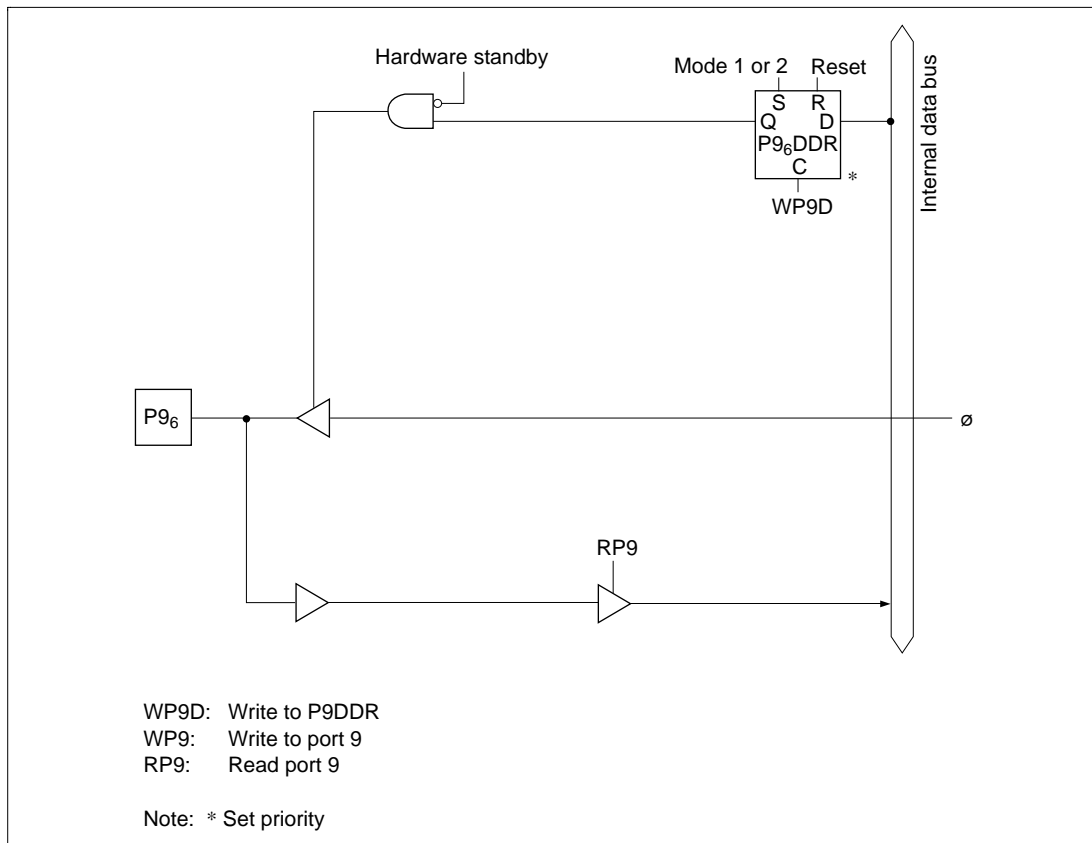 Hardware standby
Mode 1 or 2 Reset
S R
Q D
P9₆DDR
C
*
WP9D
Internal data bus
P9₆
ø
RP9
WP9D: Write to P9DDR
WP9: Write to port 9
RP9: Read port 9
Note: * Set priority